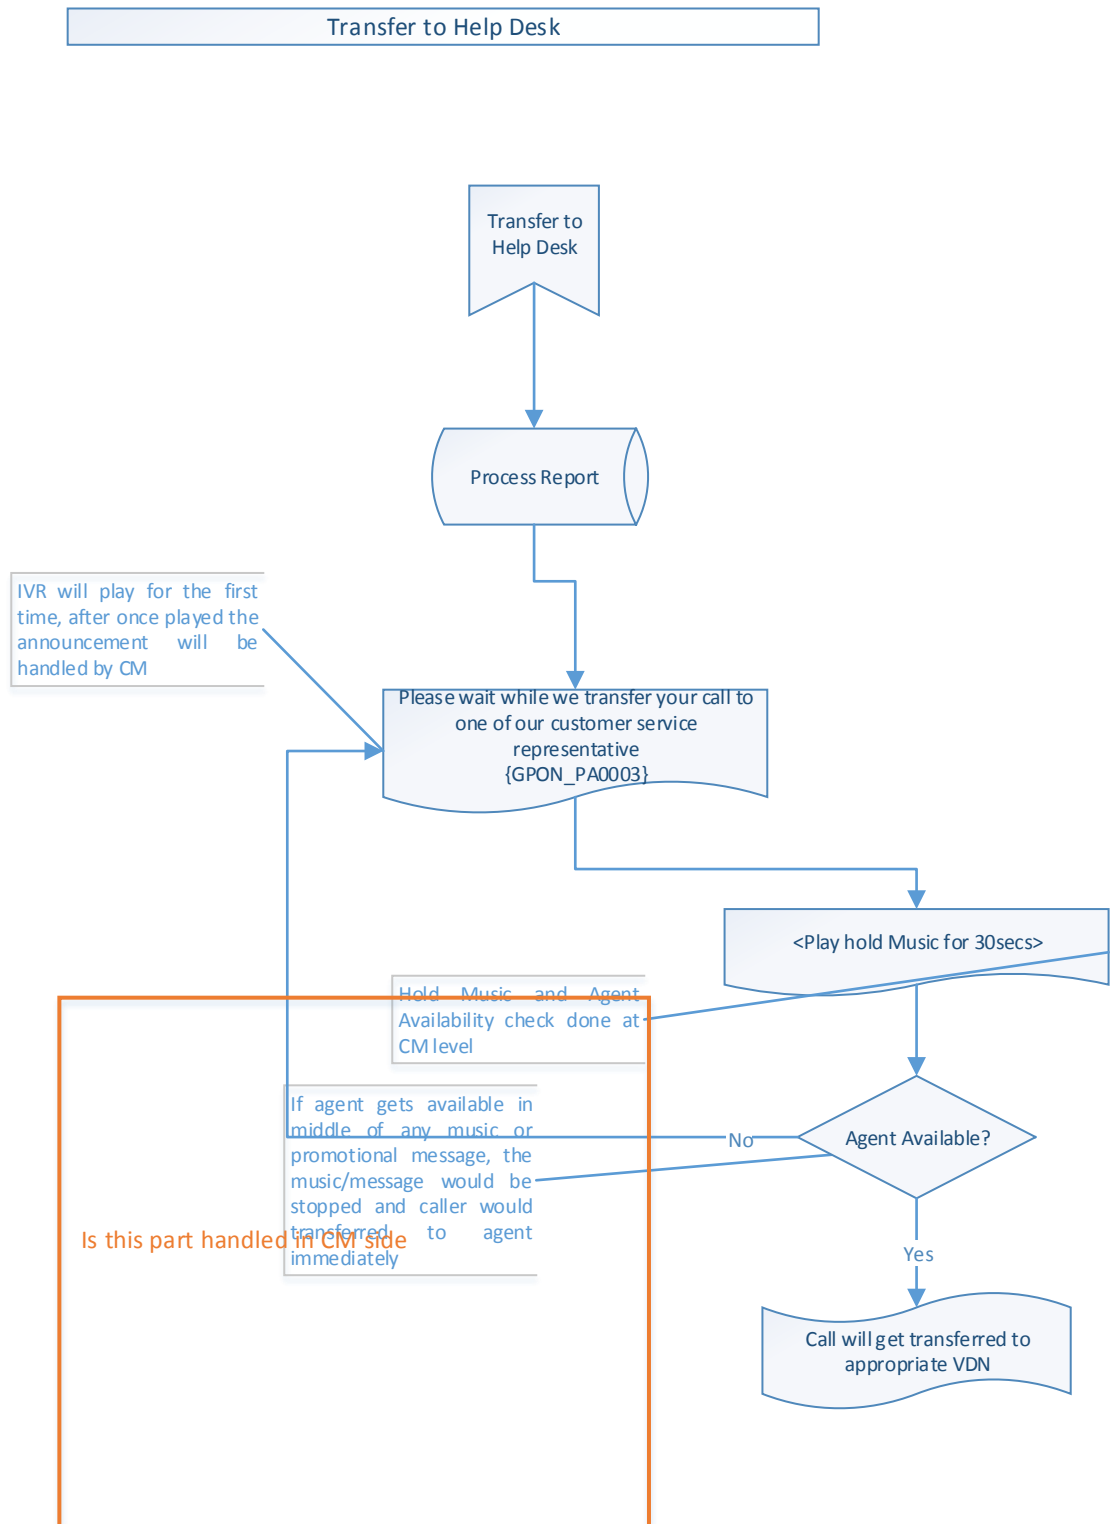 Transfer to Help Desk
Transfer to
Help Desk
Process Report
IVR will play for the first
time, after once played the
announcement will be
handled by CM
Please wait while we transfer your call to
one of our customer service
representative
{GPON_PA0003}
<Play hold Music for 30secs>
Hold Music and Agent
Availability check done at
CM level
If agent gets available in
middle of any music or
promotional message, the
music/message would be
stopped and caller would
transferred to agent
immediately
No
Agent Available?
Is this part handled in CM side
Yes
Call will get transferred to
appropriate VDN